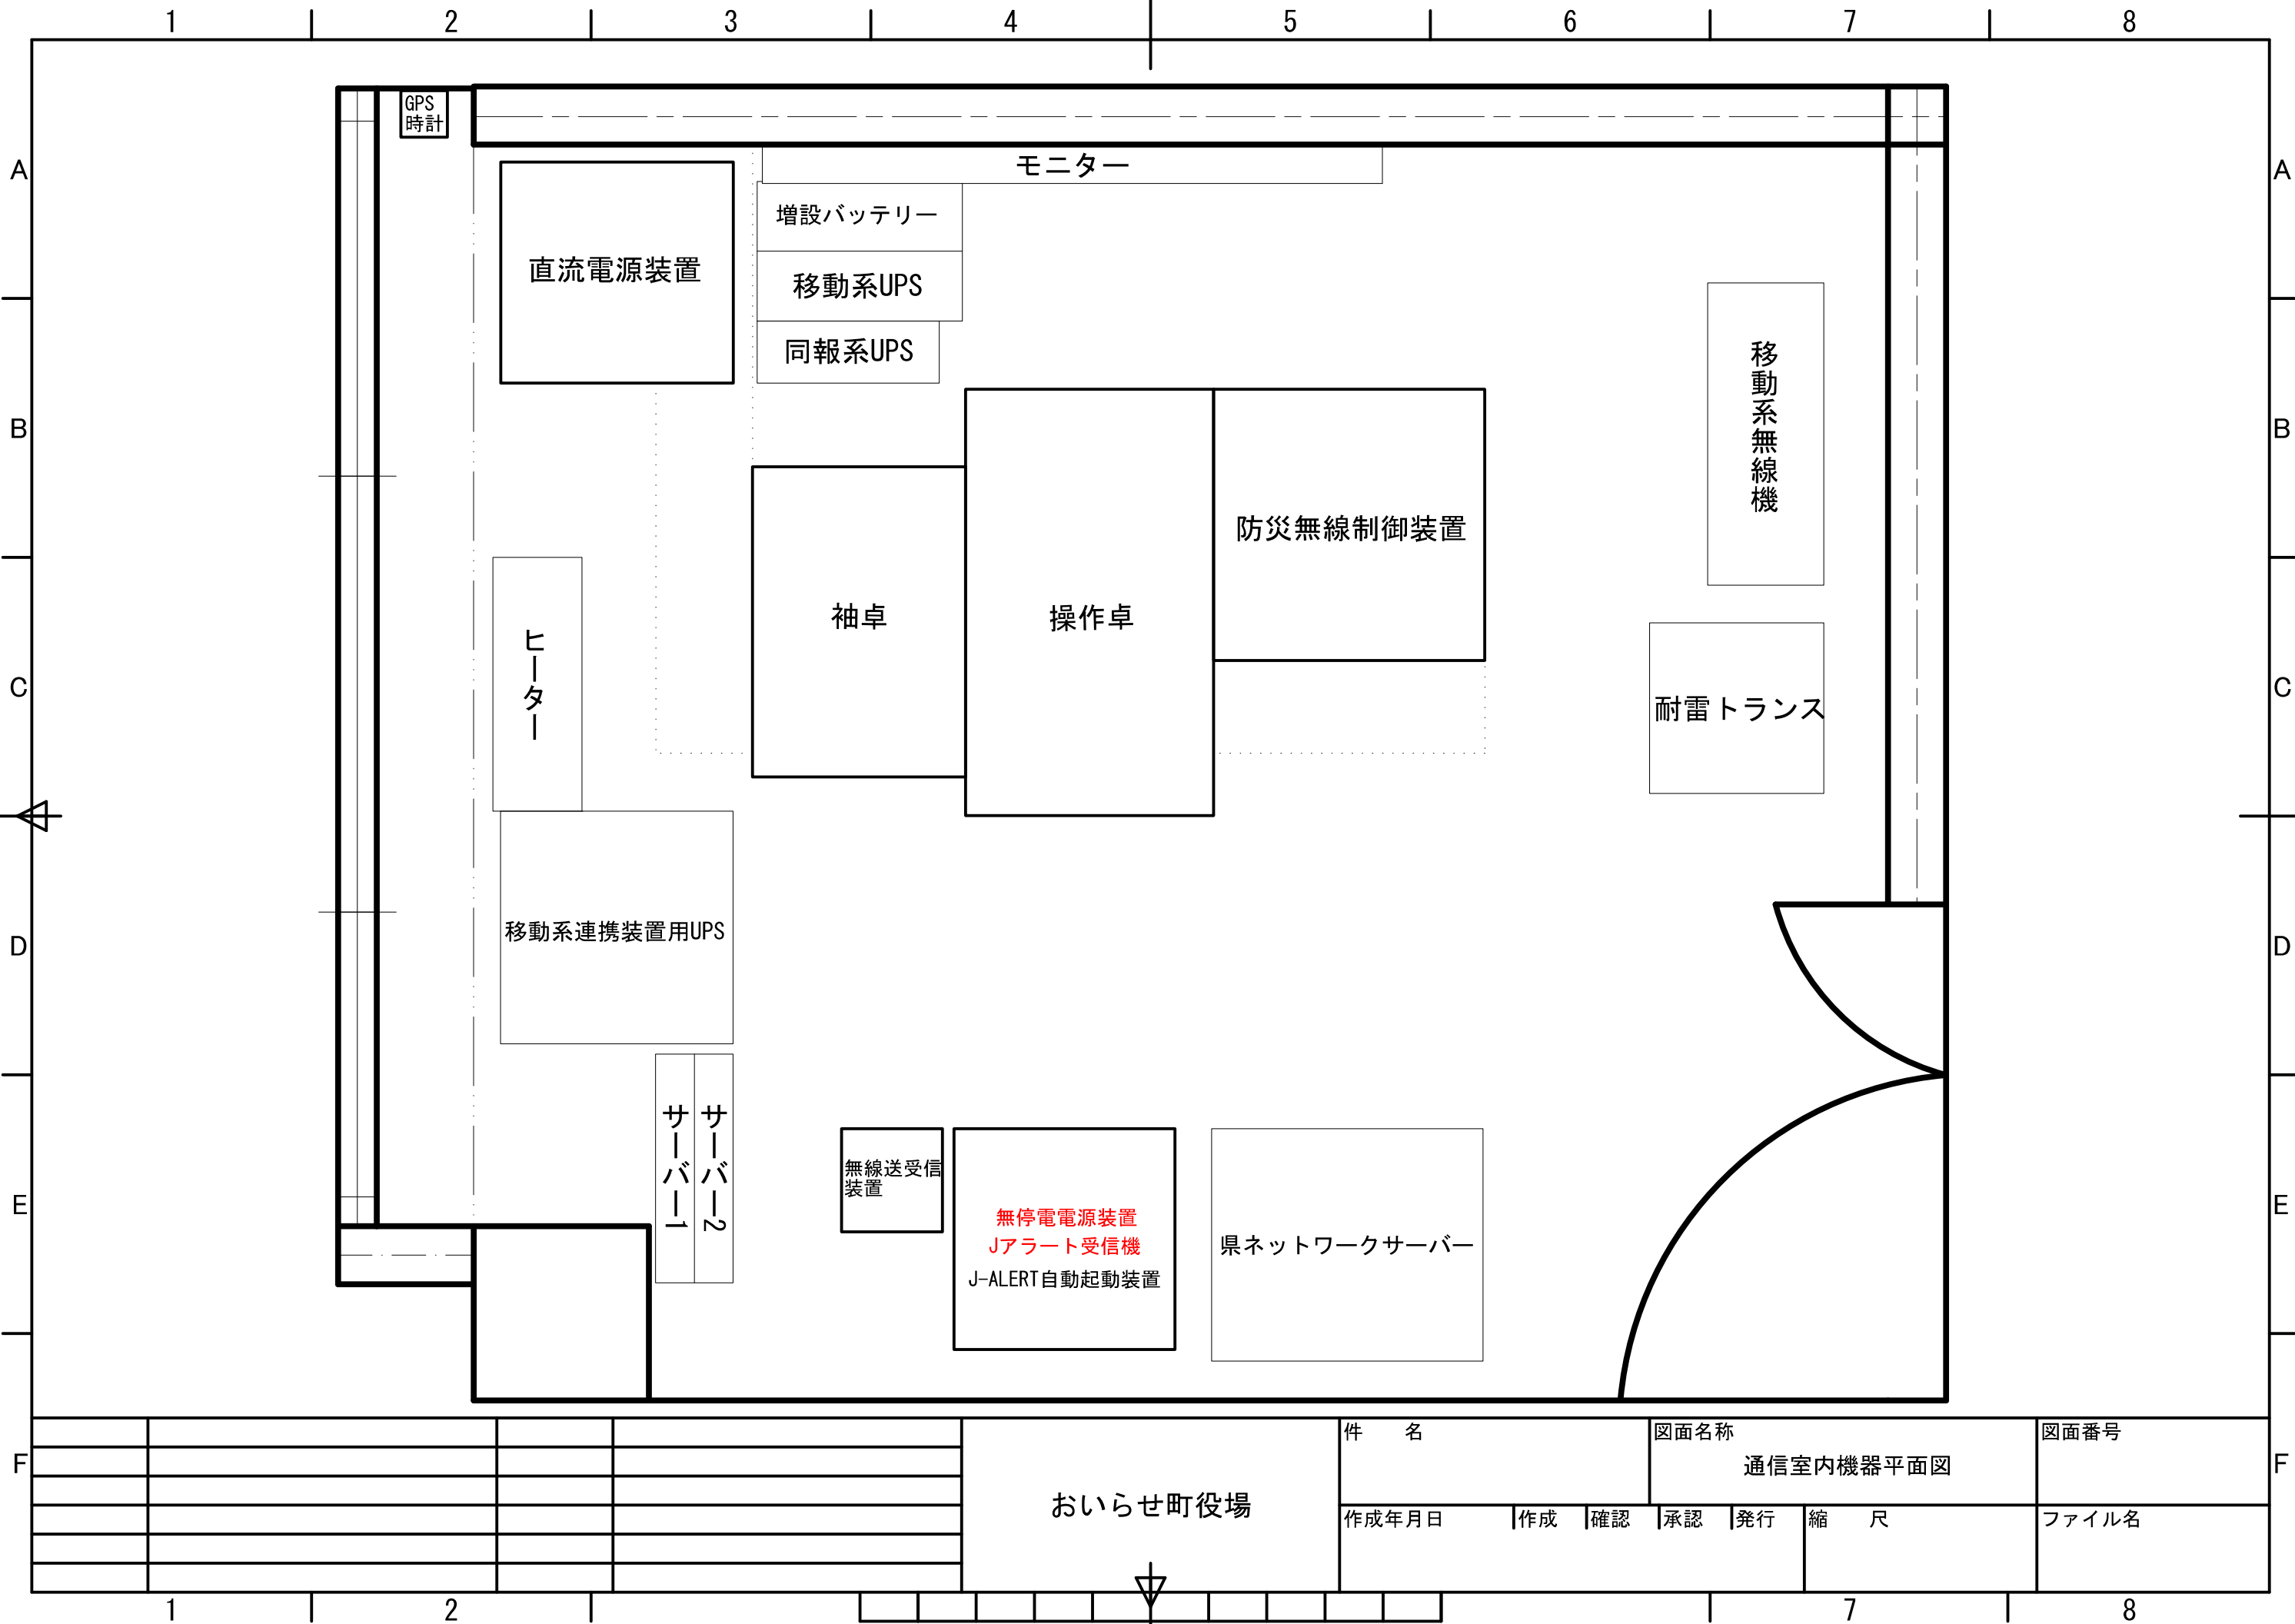 1 2 3 4 5 6 7 8
GPS
時計
A A
モニター
増設バッテリー
直流電源装置
移動系UPS
同報系UPS
移動系無線機
B B
防災無線制御装置
袖卓
操作卓
ヒーター
C C
耐雷トランス
移動系連携装置用UPS
D D
サーバー1
サーバー2
無線送受信
装置
E E
無停電電源装置
Jアラート受信機
J-ALERT自動起動装置
県ネットワークサーバー
件 名
図面名称
図面番号
通信室内機器平面図
F F
おいらせ町役場
作成年月日
作成
確認
承認
発行
縮 尺
ファイル名
1 2 7 8